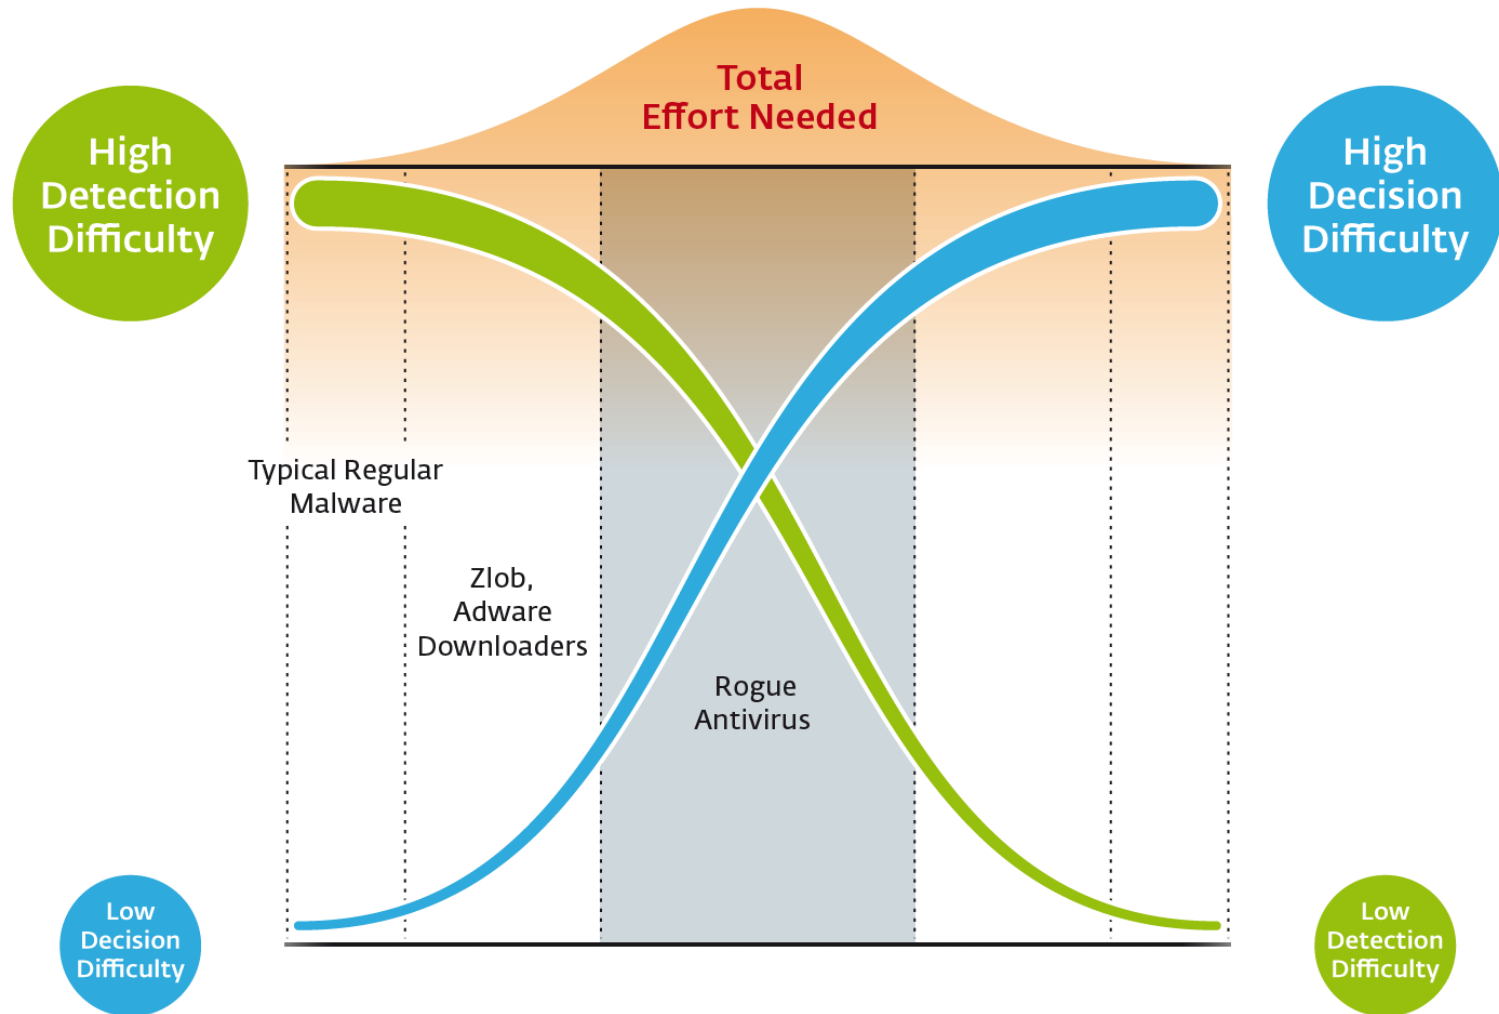 Total
Effort Needed
High
Detection
Difficulty
High
Decision
Difficulty
Typical Regular
Malware
Zlob,
Adware
Downloaders
Rogue
Antivirus
Low
Decision
Difficulty
Low
Detection
Difficulty